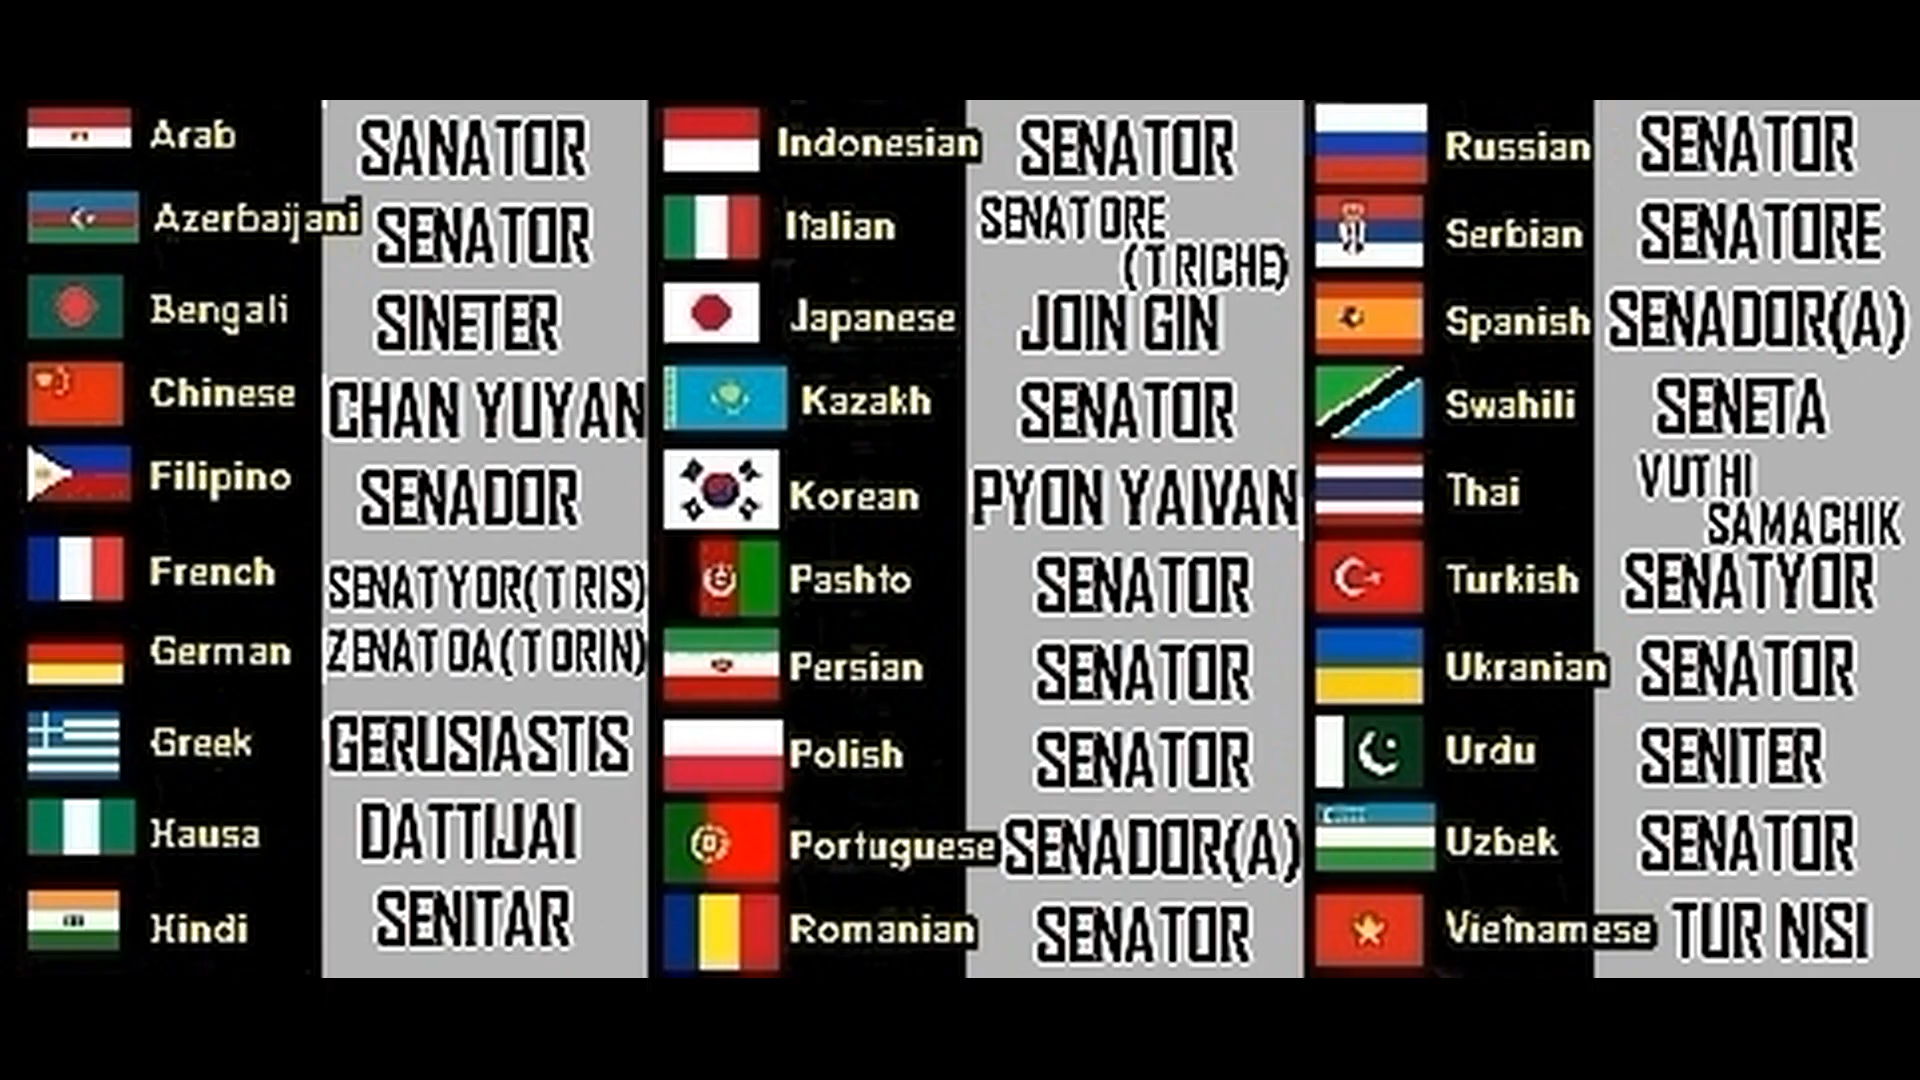 Arab SANATOR
Azerbaijani SENATOR
Bengali SINETER
Chinese CHAN YUYAN
Filipino SENADOR
French SENATYOR(TRIS)
German ZENATOA(TORIN)
Greek GERUSIASTIS
Hausa DATTIJAI
Hindi SENITAR
Indonesian SENATOR
Italian SENATORE
(TRICHE)
Japanese JOIN GIN
Kazakh SENATOR
Korean PYON YAIVAN
Pashto SENATOR
Persian SENATOR
Polish SENATOR
Portuguese SENADOR(A)
Romanian SENATOR
Russian SENATOR
Serbian SENATORE
Spanish SENADOR(A)
Swahili SENETA
Thai VUTHI
SAMACHIK
Turkish SENATYOR
Ukranian SENATOR
Urdu SENITER
Uzbek SENATOR
Vietnamese TUR NISI